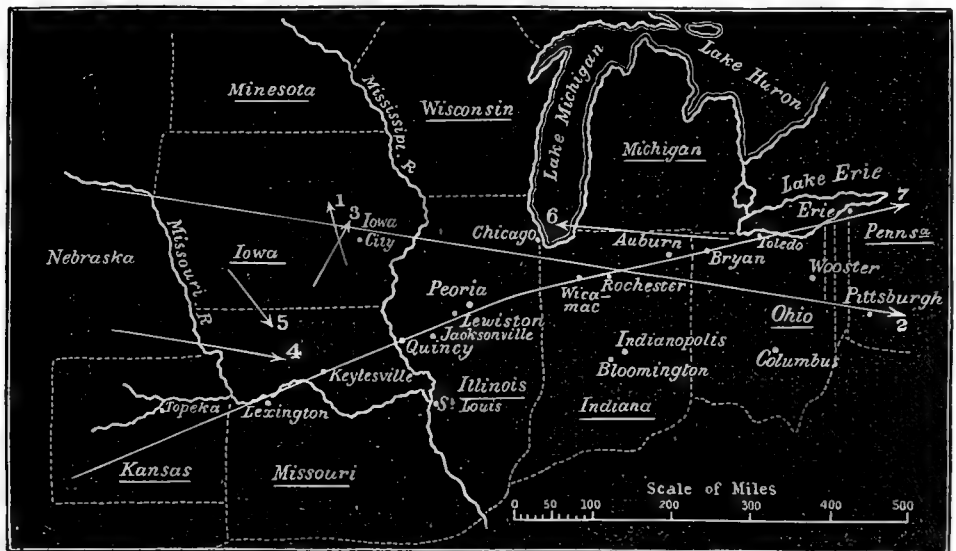 Lake Huron
Lake Michigan
Mississipi. R
Minesota
Wisconsin
Michigan
Lake Erie
1
3
Iowa
City
6
7
Chicago
Auburn
Erie
Toledo
Pennsa
Nebraska
Missouri R
Iowa
Bryan
Wooster
Wica-
mac
Rochester
Peoria
Pittsburgh
2
5
Lewiston
Jacksonville
Ohio
4
Quincy
Indianopolis
Columbus
Bloomington
Keylesville
Illinois
Topeka
Lexington
St Louis
Indiana
Kansas
Missouri
Scale of Miles
0 100 200 300 400 500